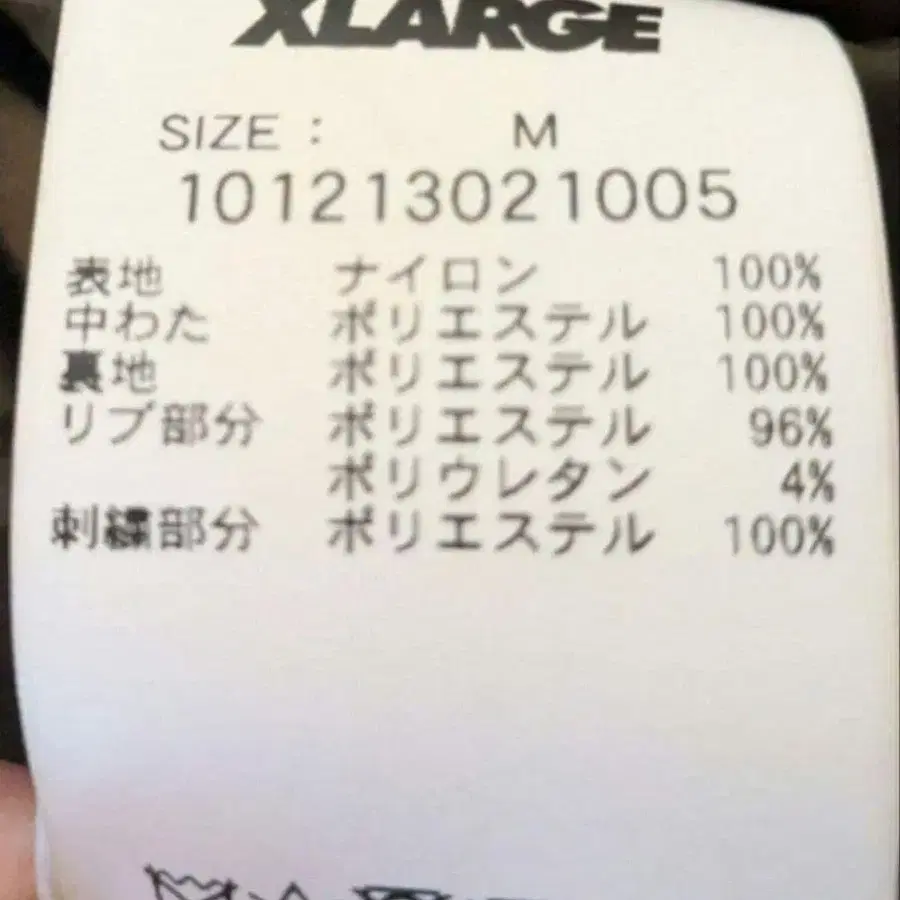 XLARGE
SIZE : M
101213021005
表地 ナイロン 100%
中わた ポリエステル 100%
裏地 ポリエステル 100%
リブ部分 ポリエステル 96%
ポリウレタン 4%
刺繍部分 ポリエステル 100%